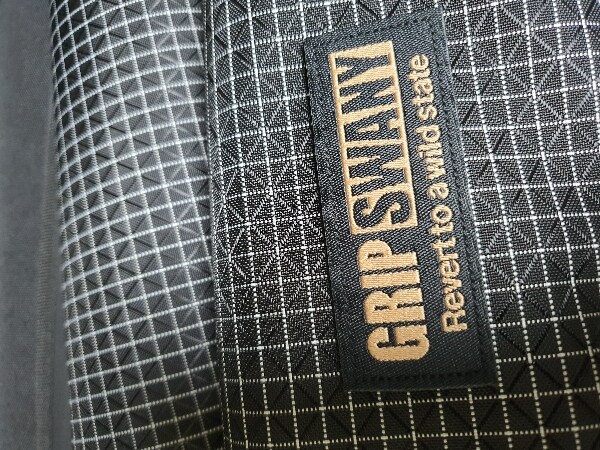 GRIP SWANY
Revert to a wild state